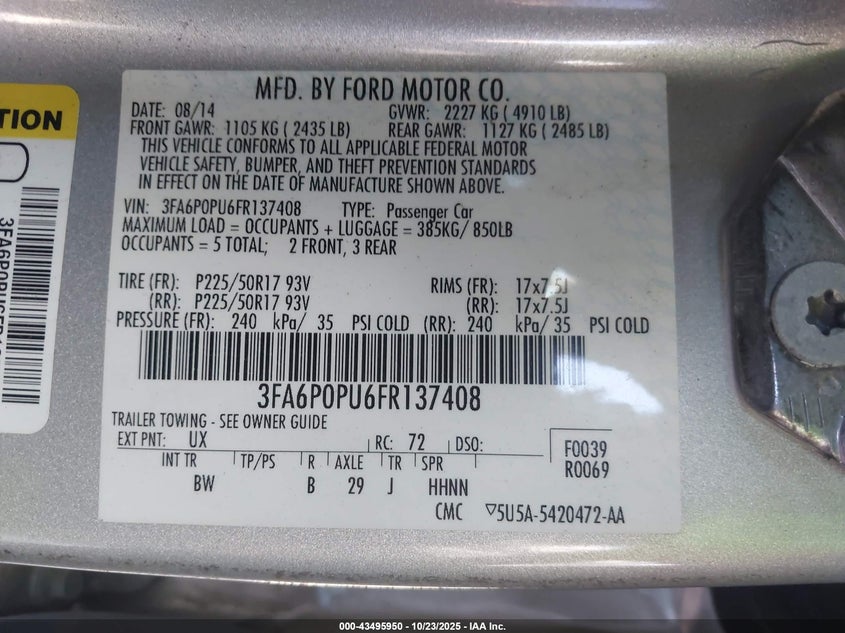 MFD. BY FORD MOTOR CO.
DATE: 08/14 GVWR: 2227 KG ( 4910 LB)
FRONT GAWR: 1105 KG ( 2435 LB) REAR GAWR: 1127 KG ( 2485 LB)
THIS VEHICLE CONFORMS TO ALL APPLICABLE FEDERAL MOTOR
VEHICLE SAFETY, BUMPER, AND THEFT PREVENTION STANDARDS
IN EFFECT ON THE DATE OF MANUFACTURE SHOWN ABOVE.
VIN: 3FA6P0PU6FR137408 TYPE: Passenger Car
MAXIMUM LOAD = OCCUPANTS + LUGGAGE = 385KG/ 850LB
OCCUPANTS = 5 TOTAL; 2 FRONT, 3 REAR
TIRE (FR): P225/50R17 93V RIMS (FR): 17x7.5J
(RR): P225/50R17 93V (RR): 17x7.5J
PRESSURE (FR): 240 kPa/ 35 PSI COLD (RR): 240 kPa/ 35 PSI COLD
3FA6P0PU6FR137408
TRAILER TOWING - SEE OWNER GUIDE
EXT PNT: UX RC: 72 DSO: F0039
R0069
INT TR TP/PS R AXLE TR SPR
BW B 29 J HHNN
CMC ▽5U5A-5420472-AA
000-43495950 - 10/23/2025 - IAA Inc.